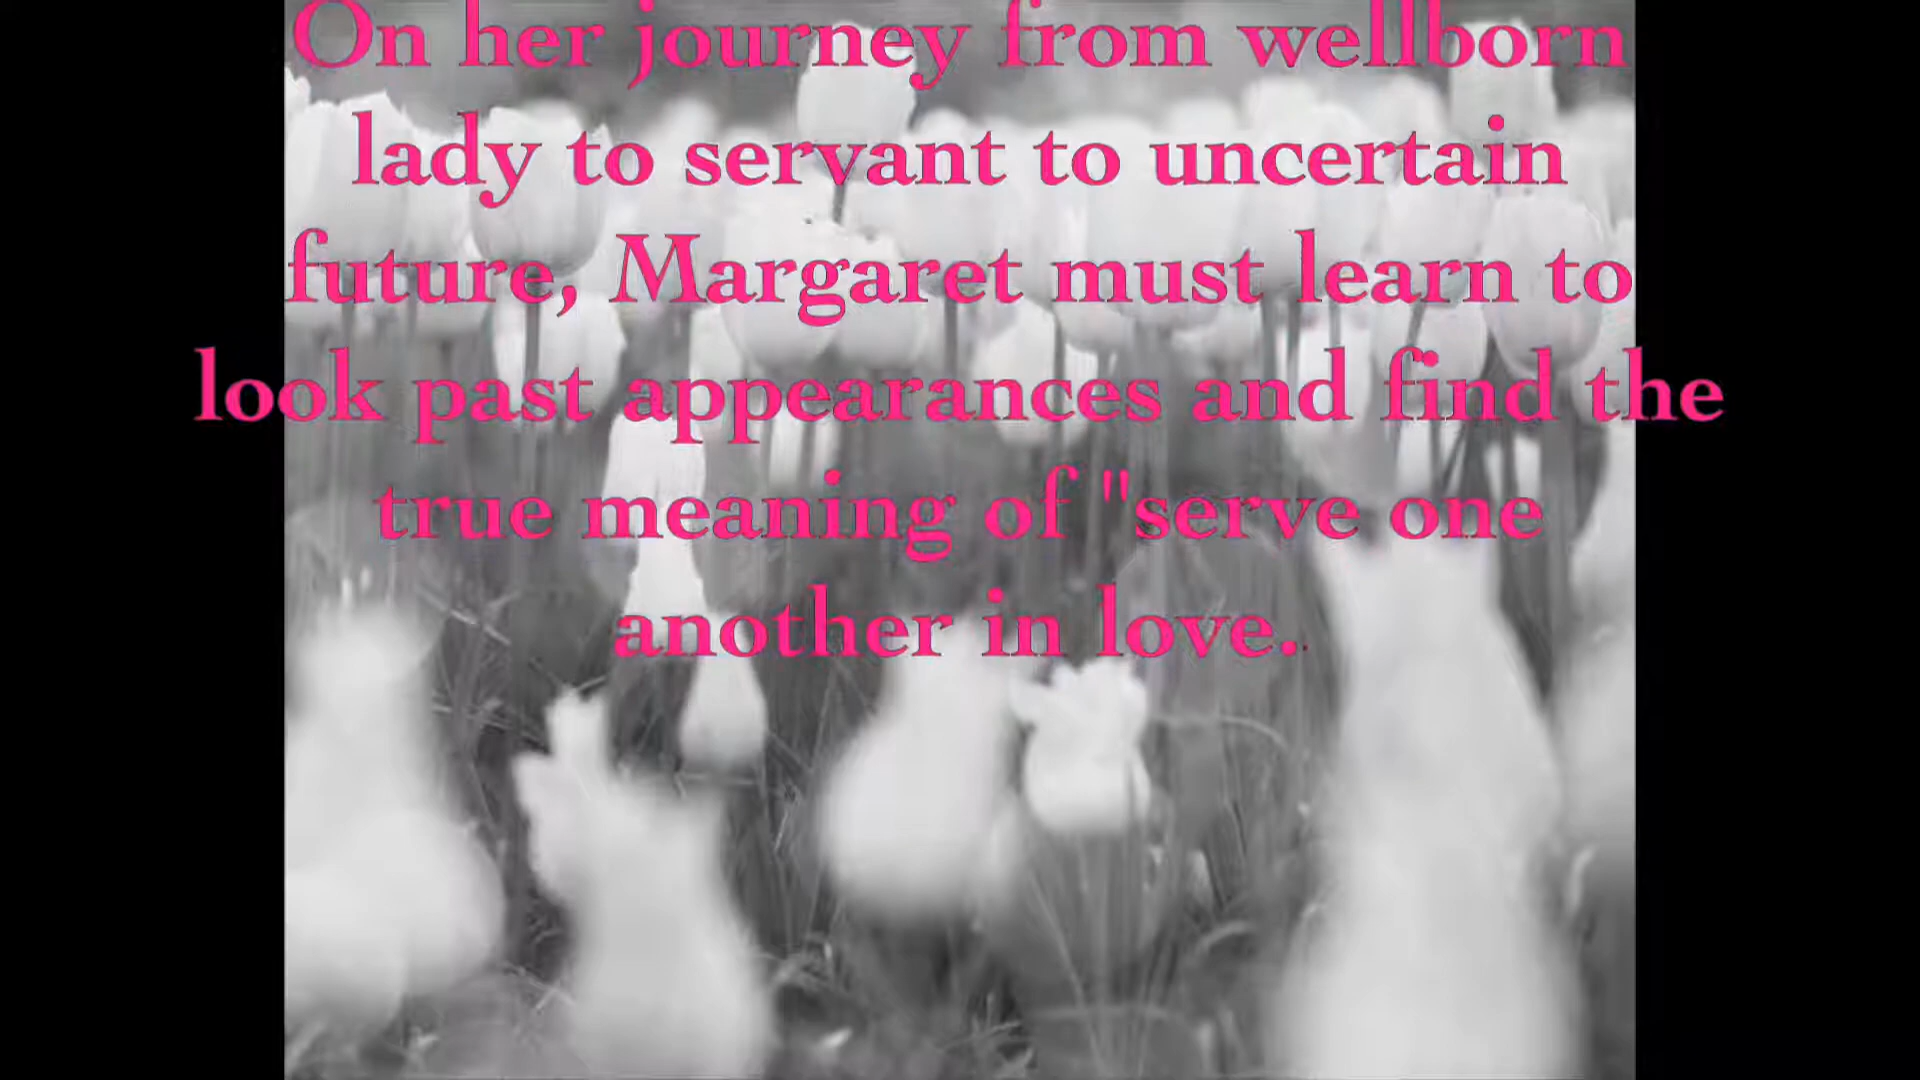 On her journey from wellborn
lady to servant to uncertain
future, Margaret must learn to
look past appearances and find the
true meaning of "serve one
another in love.